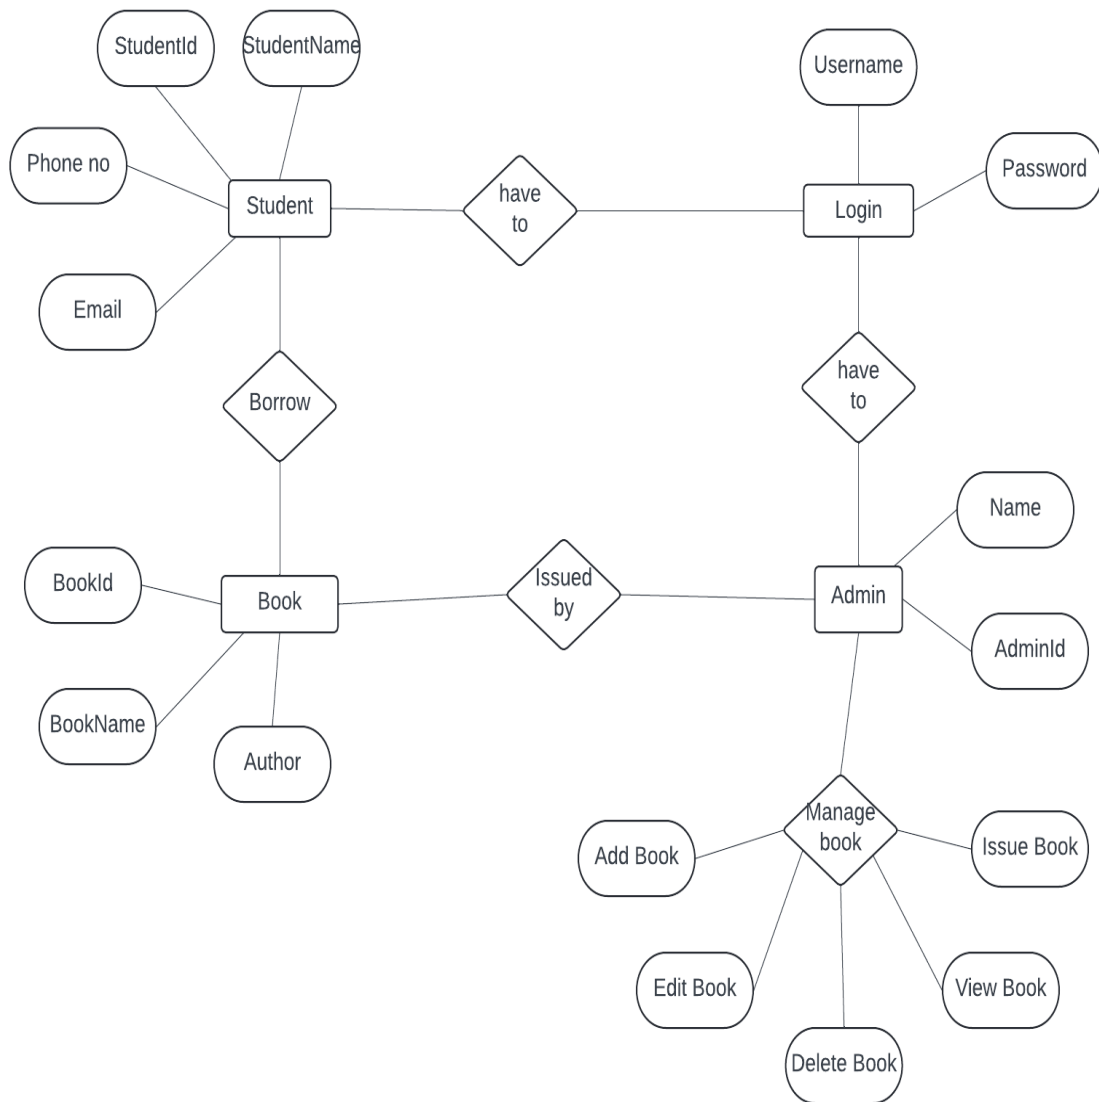 StudentId
StudentName
Username
Phone no
Password
Student
have
to
Login
Email
Borrow
have
to
Name
BookId
Book
Issued
by
Admin
AdminId
BookName
Author
Manage
book
Add Book
Issue Book
Edit Book
View Book
Delete Book